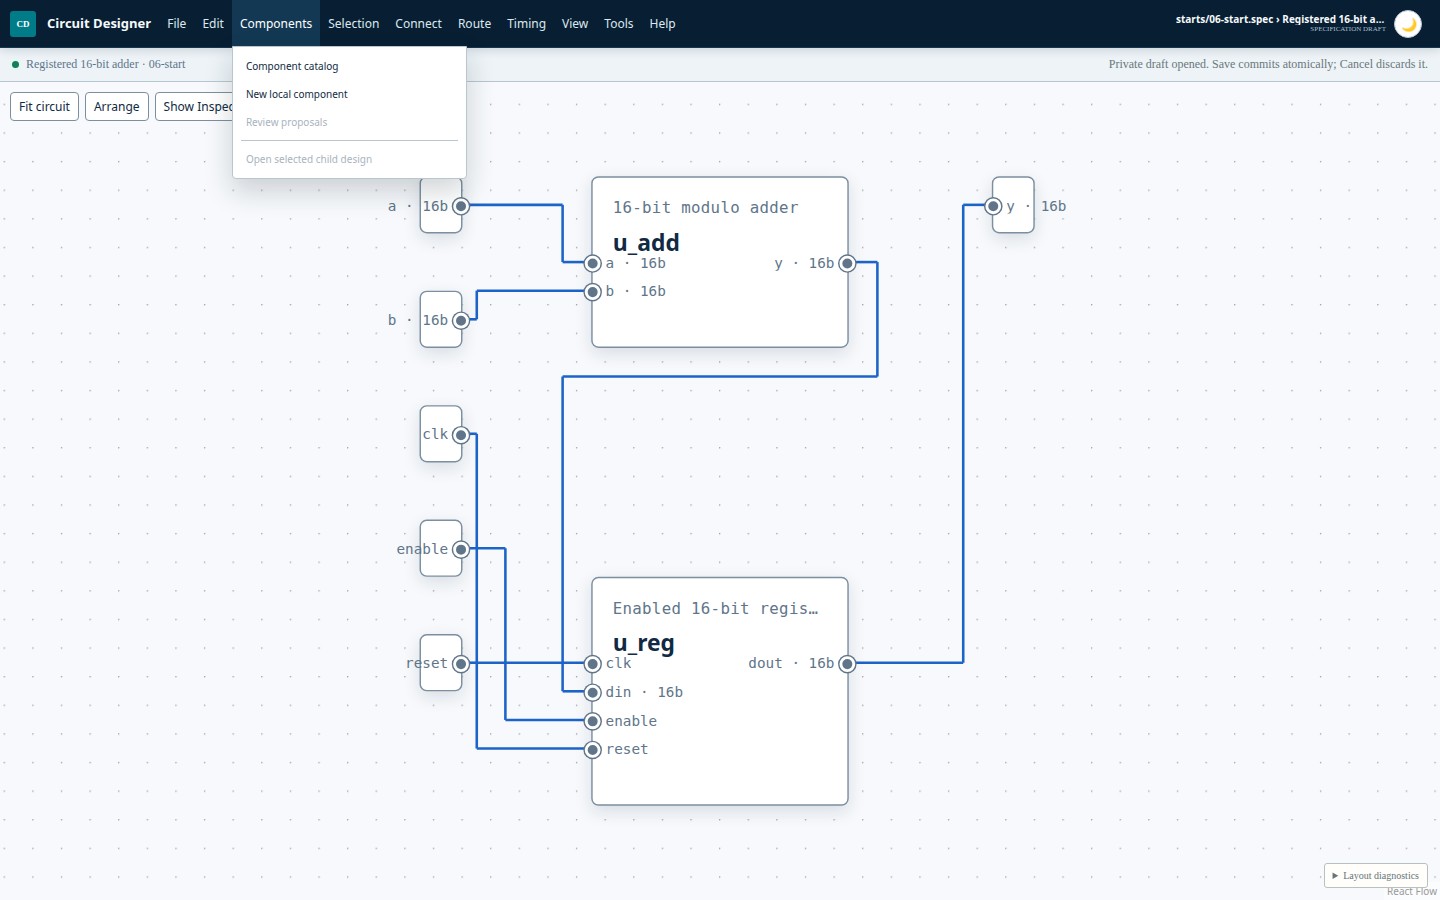 CD Circuit Designer File Edit Components Selection Connect Route Timing View Tools Help
starts/06-start.spec › Registered 16-bit a...
SPECIFICATION DRAFT
Registered 16-bit adder · 06-start
Private draft opened. Save commits atomically; Cancel discards it.
Component catalog
New local component
Review proposals
Open selected child design
Fit circuit Arrange Show Inspec
a · 16b
16-bit modulo adder
u_add
a · 16b
y · 16b
b · 16b
y · 16b
b · 16b
clk
enable
reset
Enabled 16-bit regis…
u_reg
clk
dout · 16b
din · 16b
enable
reset
Layout diagnostics
React Flow